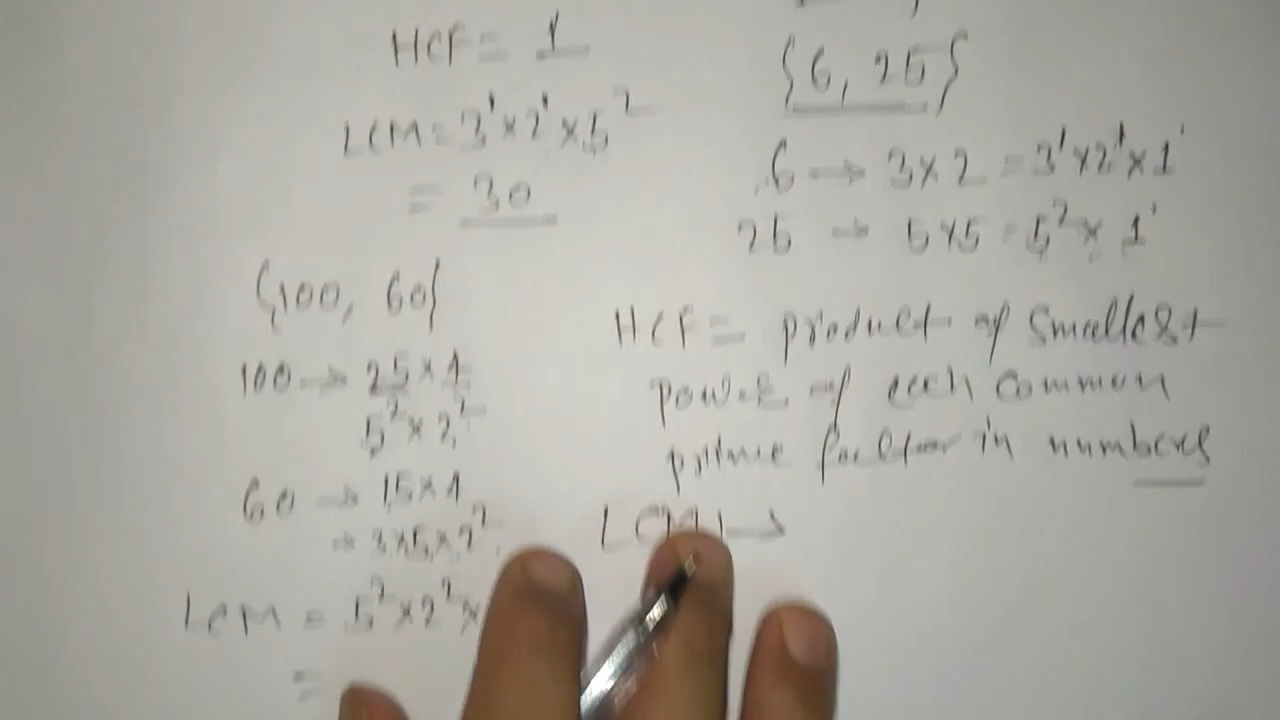 HCF = 1
LCM = 3¹ × 2¹ × 5²
= 30
{100, 60}
100 → 25 × 4
5² × 2²
60 → 15 × 4
→ 3 × 5 × 2²
LCM = 5² × 2² ×
=
{6, 25}
6 → 3 × 2 = 3¹ × 2¹ × 1¹
25 → 5 × 5 = 5² × 1¹
HCF = product of smallest
power of each common
prime factor in numbers
LCM →